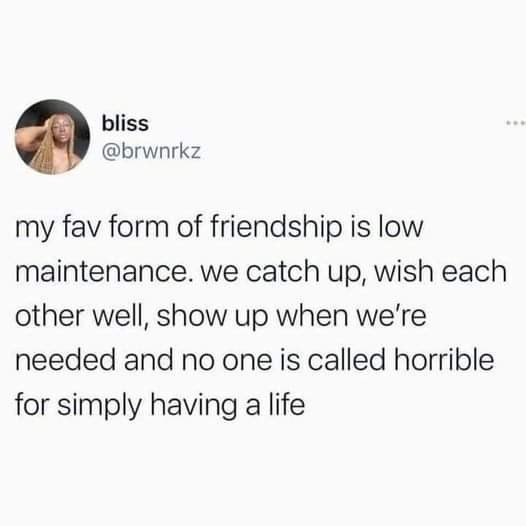 bliss
@brwnrkz
my fav form of friendship is low
maintenance. we catch up, wish each
other well, show up when we’re
needed and no one is called horrible
for simply having a life